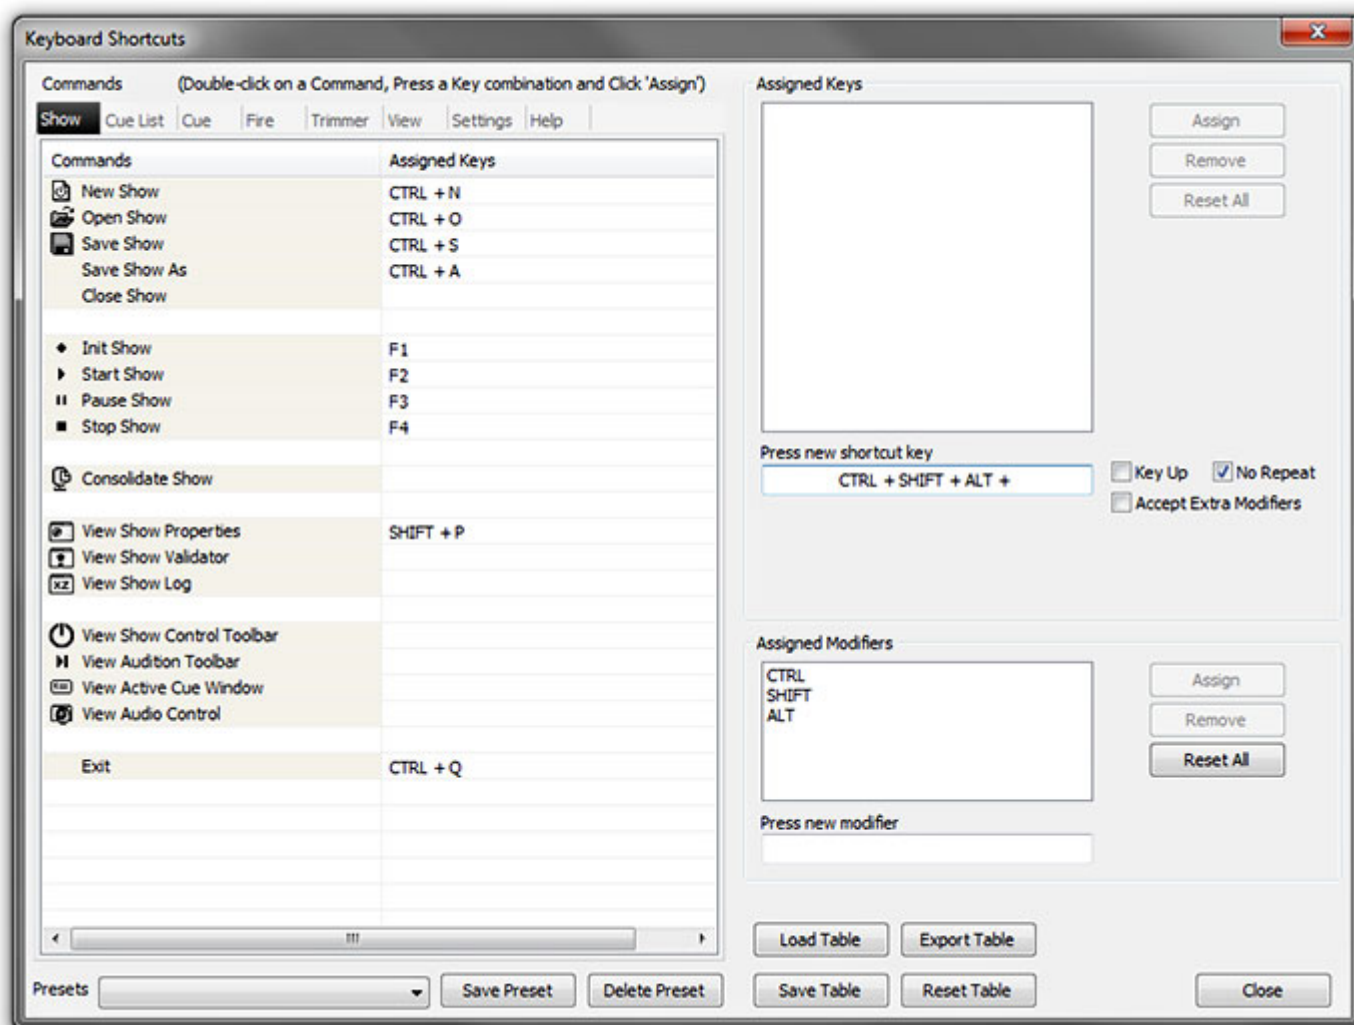 Keyboard Shortcuts
Commands (Double-click on a Command, Press a Key combination and Click 'Assign')
Show Cue List Cue Fire Trimmer View Settings Help
Commands Assigned Keys
New Show CTRL + N
Open Show CTRL + O
Save Show CTRL + S
Save Show As CTRL + A
Close Show
Init Show F1
Start Show F2
Pause Show F3
Stop Show F4
Consolidate Show
View Show Properties SHIFT + P
View Show Validator
XZ View Show Log
View Show Control Toolbar
View Audition Toolbar
View Active Cue Window
View Audio Control
Exit CTRL + Q
Presets
Save Preset Delete Preset
Assigned Keys
Assign
Remove
Reset All
Press new shortcut key
CTRL + SHIFT + ALT +
Key Up No Repeat
Accept Extra Modifiers
Assigned Modifiers
CTRL
SHIFT
ALT
Assign
Remove
Reset All
Press new modifier
Load Table Export Table
Save Table Reset Table Close